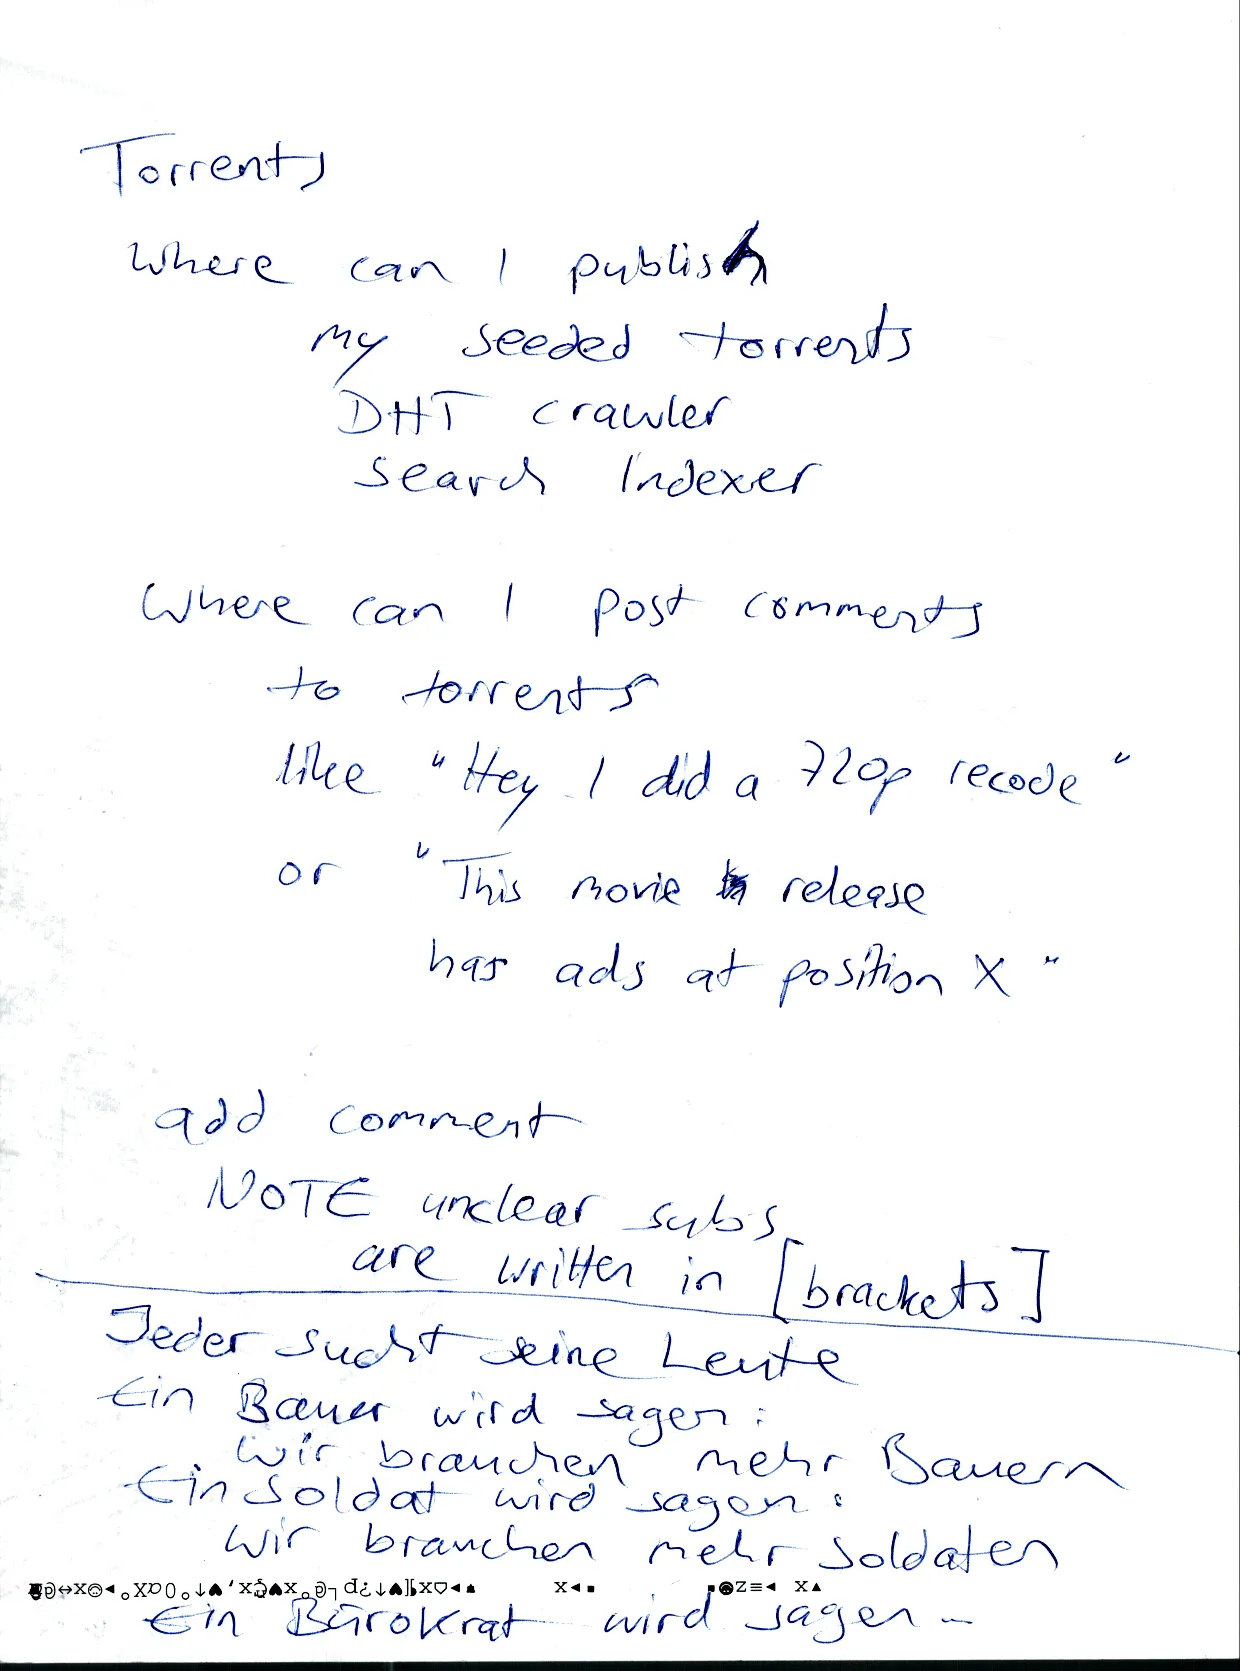 Torrents
Where can I publish
my seeded torrents
DHT crawler
search Indexer
Where can I post comments
to torrents
like "Hey I did a 720p recode"
or "This movie release
has ads at position X"
add comment
NOTE unclear subs
are written in [brackets]
Jeder sucht seine Leute
Ein Bauer wird sagen:
Wir brauchen mehr Bauern
Ein Soldat wird sagen:
Wir brauchen mehr Soldaten
Ein Bürokrat wird sagen -